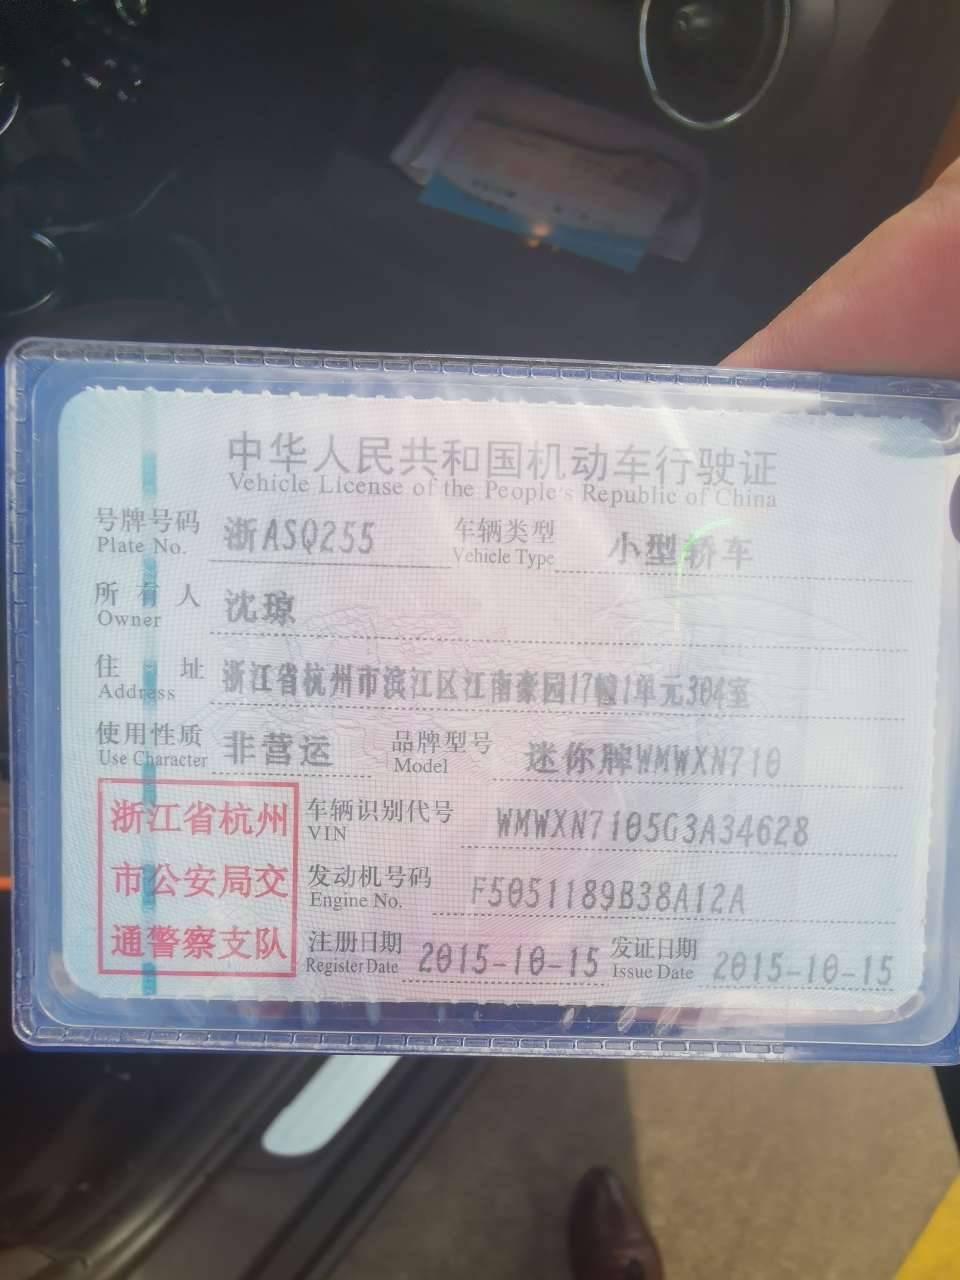 中华人民共和国机动车行驶证
Vehicle License of the People's Republic of China
号牌号码 浙ASQ255 车辆类型 小型轿车
Plate No. Vehicle Type
所有人 沈琼
Owner
住址 浙江省杭州市滨江区江南豪园17幢1单元304室
Address
使用性质 非营运 品牌型号 迷你牌WMWXN710
Use Character Model
浙江省杭州 车辆识别代号 WMWXN7105G3A34628
VIN
市公安局交 发动机号码 F5051189B38A12A
Engine No.
通警察支队 注册日期 2015-10-15 发证日期 2015-10-15
Register Date Issue Date